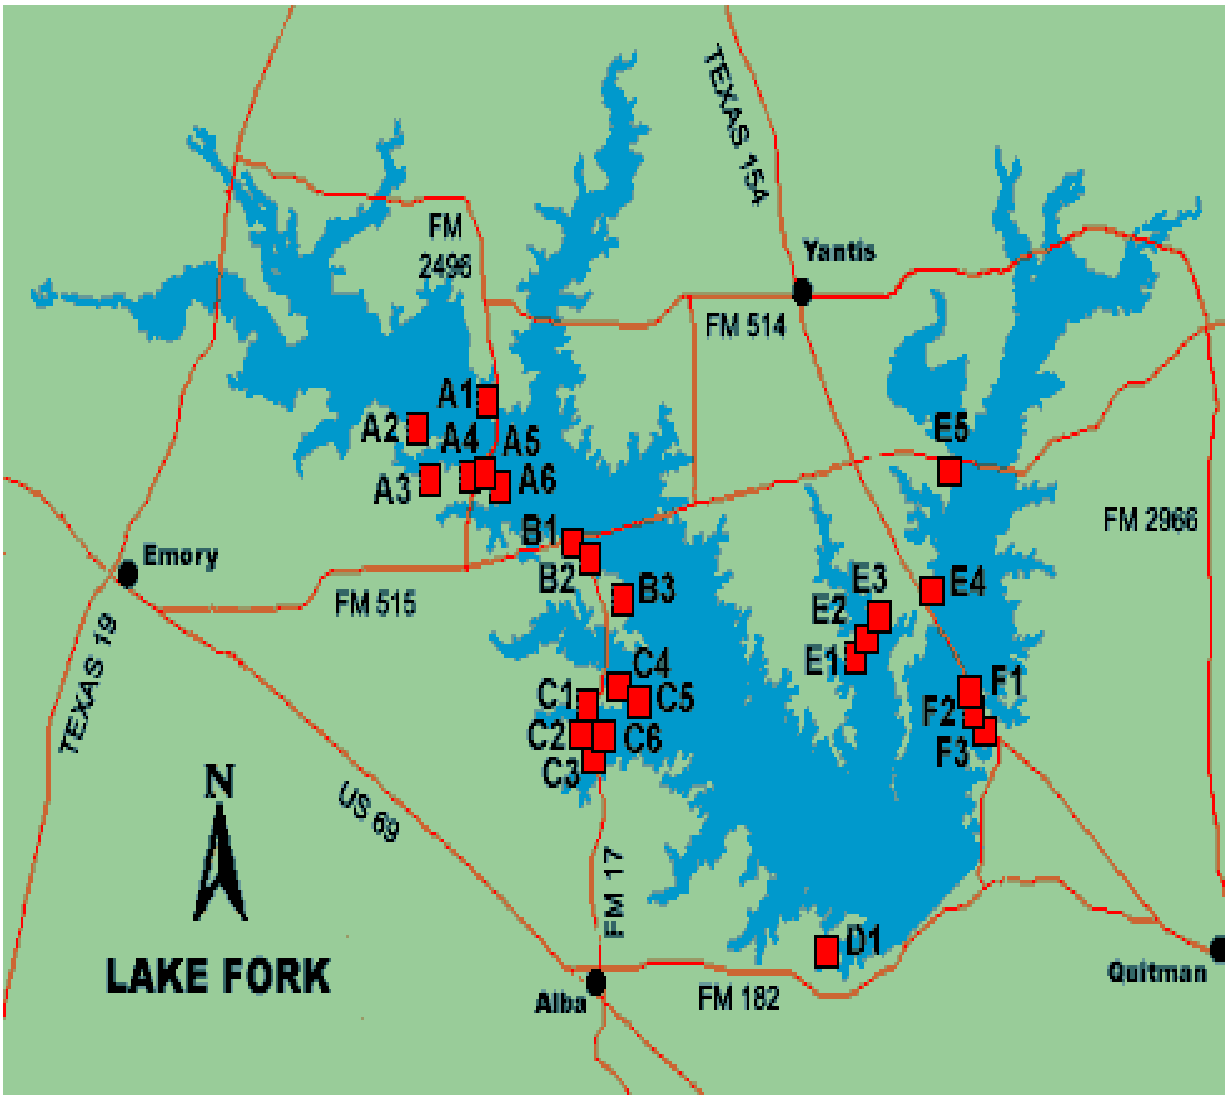 TEXAS 154
FM
2496
Yantis
FM 514
A1
A2
A4
A5
A3
A6
E5
B1
FM 2966
Emory
B2
E3
E4
B3
FM 515
E2
TEXAS 19
E1
C4
F1
C1
C5
F2
C2
C6
F3
C3
N
US 69
FM 17
D1
LAKE FORK
Quitman
Alba
FM 182